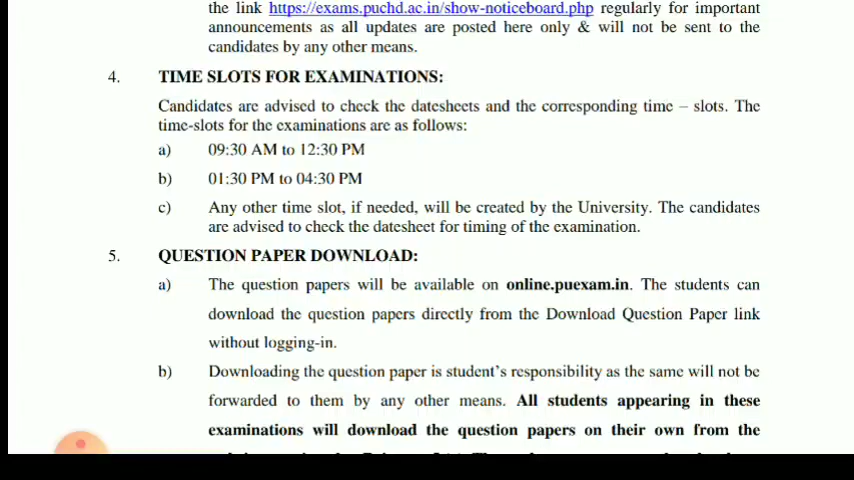 the link https://exams.puchd.ac.in/show-noticeboard.php regularly for important
announcements as all updates are posted here only & will not be sent to the
candidates by any other means.
4. TIME SLOTS FOR EXAMINATIONS:
Candidates are advised to check the datesheets and the corresponding time – slots. The
time-slots for the examinations are as follows:
a) 09:30 AM to 12:30 PM
b) 01:30 PM to 04:30 PM
c) Any other time slot, if needed, will be created by the University. The candidates
are advised to check the datesheet for timing of the examination.
5. QUESTION PAPER DOWNLOAD:
a) The question papers will be available on online.puexam.in. The students can
download the question papers directly from the Download Question Paper link
without logging-in.
b) Downloading the question paper is student's responsibility as the same will not be
forwarded to them by any other means. All students appearing in these
examinations will download the question papers on their own from the